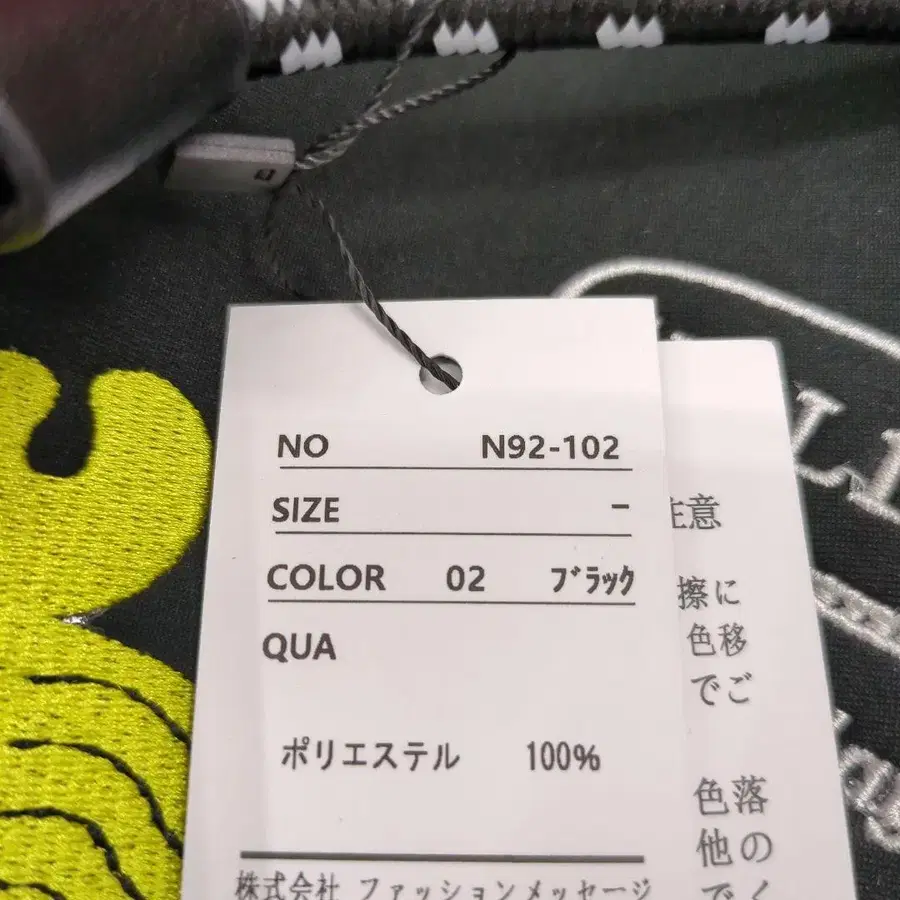 NO N92-102
SIZE -
COLOR 02 ブラック
QUA
ポリエステル 100%
株式会社 ファッションメッセージ
注意
擦に
色移
でご
色落
他の
でく